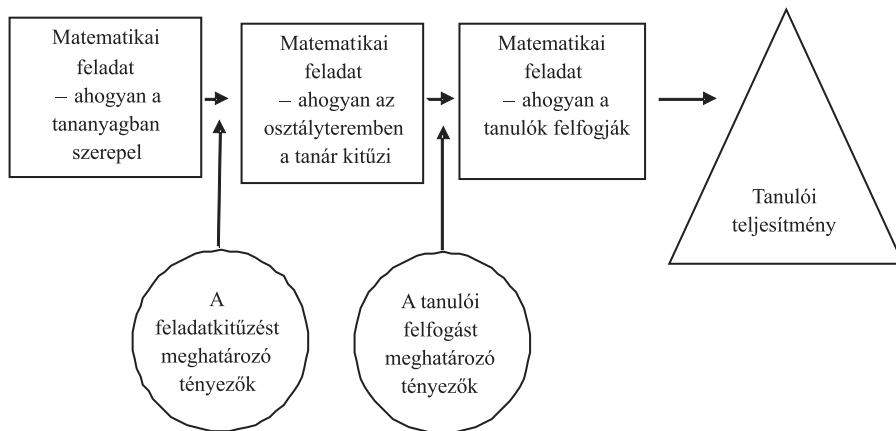 Matematikai
feladat
– ahogyan a
tananyagban
szerepel
Matematikai
feladat
– ahogyan az
osztályteremben
a tanár kitűzi
Matematikai
feladat
– ahogyan a
tanulók felfogják
Tanulói
teljesítmény
A
feladatkitűzést
meghatározó
tényezők
A tanulói
felfogást
meghatározó
tényezők